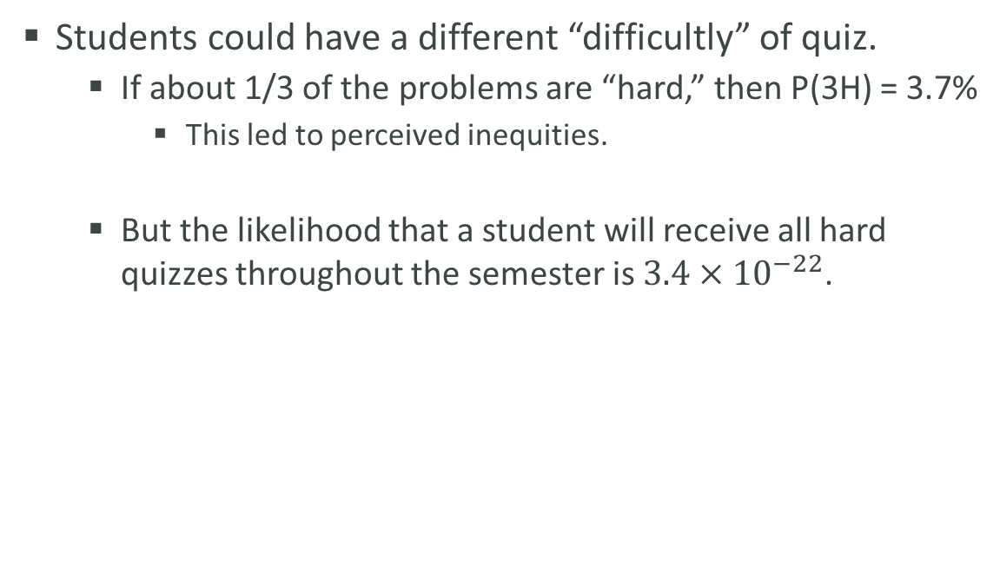 ▪ Students could have a different “difficultly” of quiz.
▪ If about 1/3 of the problems are “hard,” then P(3H) = 3.7%
▪ This led to perceived inequities.
▪ But the likelihood that a student will receive all hard
quizzes throughout the semester is 3.4 × 10⁻²².